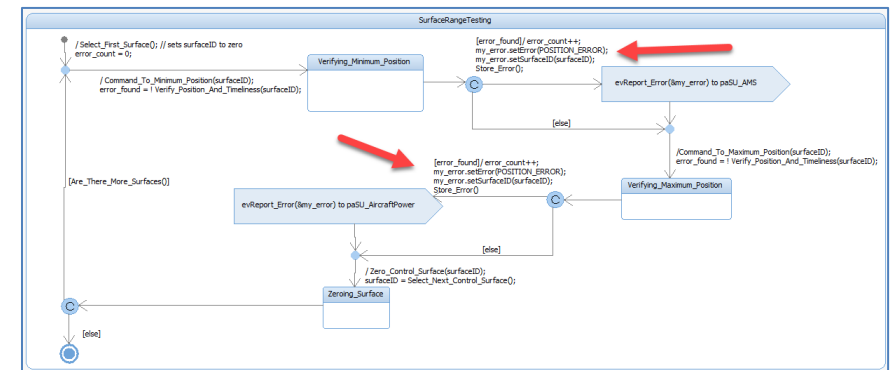 SurfaceRangeTesting
/ Select_First_Surface(); // sets surfaceID to zero
error_count = 0;
/ Command_To_Minimum_Position(surfaceID);
error_found = ! Verify_Position_And_Timeliness(surfaceID);
Verifying_Minimum_Position
[error_found]/ error_count++;
my_error.setError(POSITION_ERROR);
my_error.setSurfaceID(surfaceID);
Store_Error();
C
evReport_Error(&my_error) to paSU_AMS
[else]
/Command_To_Maximum_Position(surfaceID);
error_found = ! Verify_Position_And_Timeliness(surfaceID);
Verifying_Maximum_Position
C
[error_found]/ error_count++;
my_error.setError(POSITION_ERROR);
my_error.setSurfaceID(surfaceID);
Store_Error()
evReport_Error(&my_error) to paSU_AircraftPower
[else]
/ Zero_Control_Surface(surfaceID);
surfaceID = Select_Next_Control_Surface();
Zeroing_Surface
[Are_There_More_Surfaces()]
C
[else]